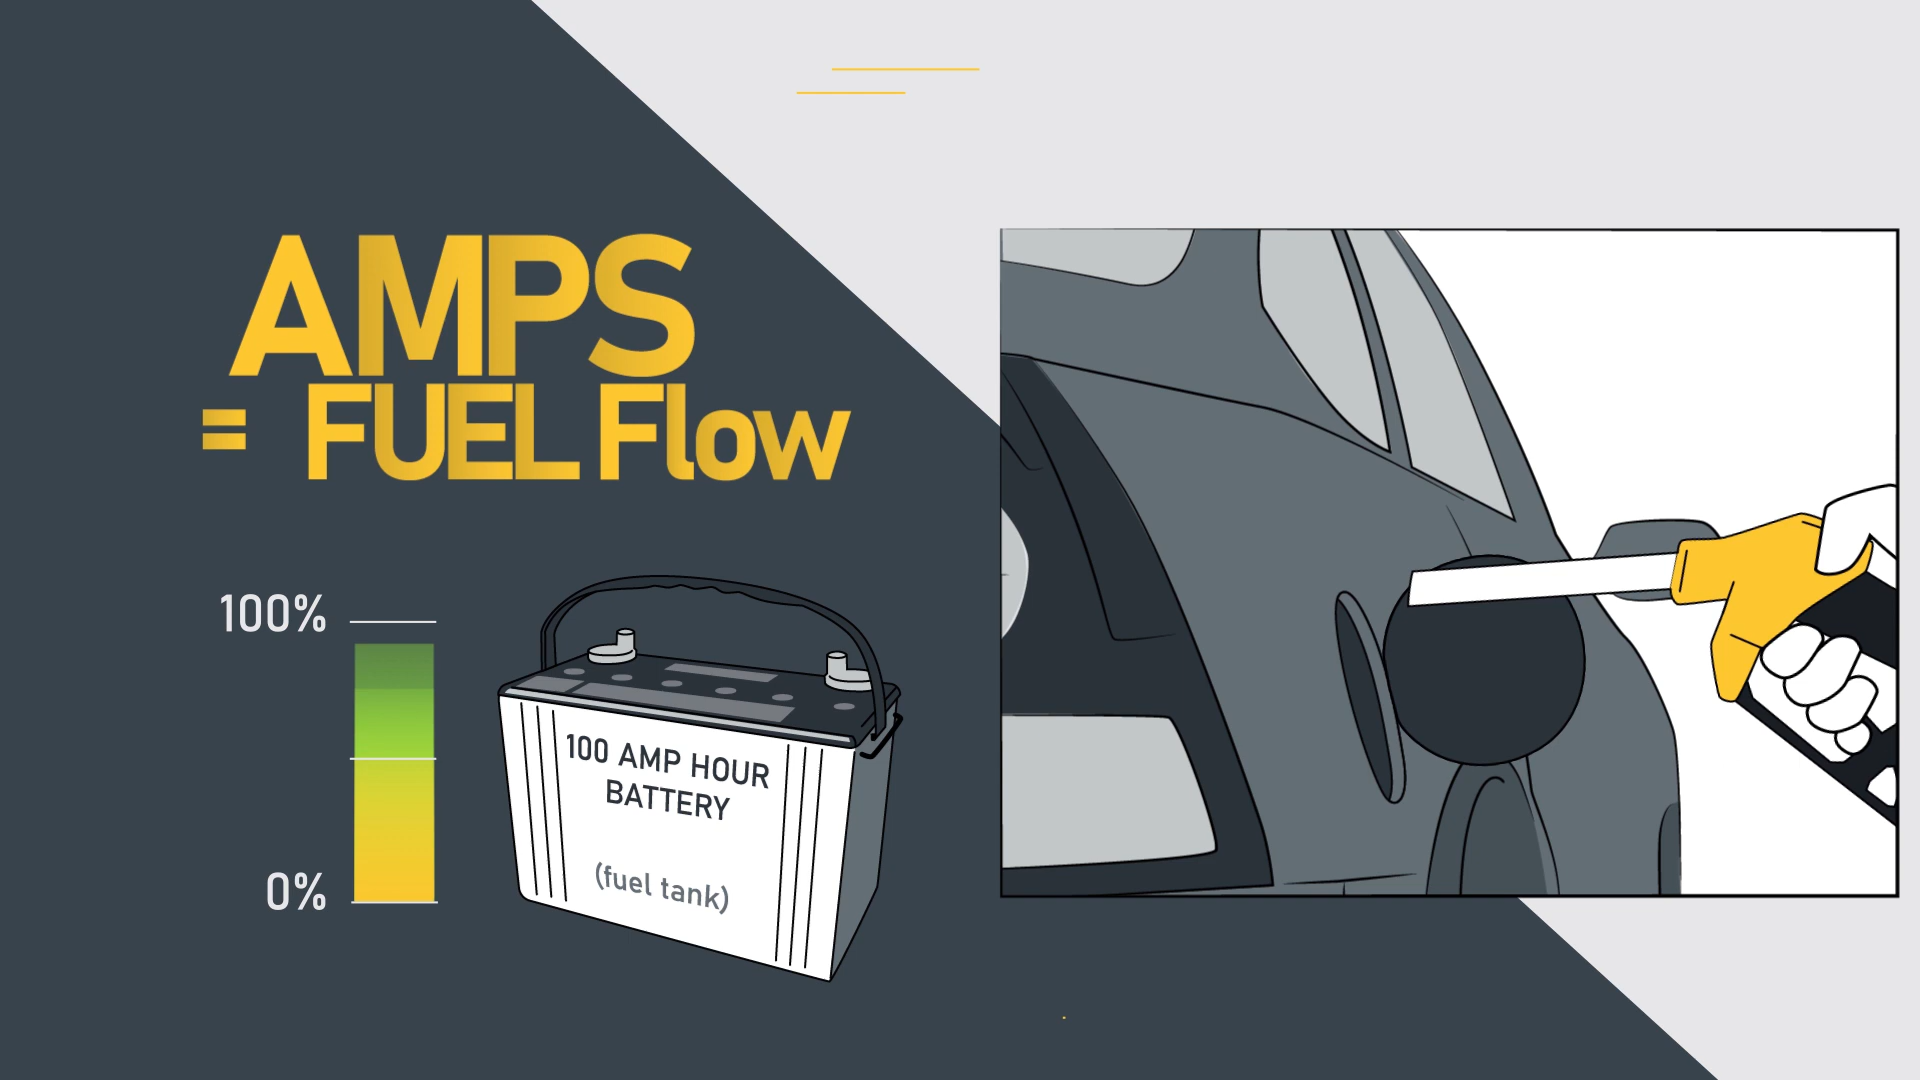 AMPS
= FUEL Flow
100%
0%
100 AMP HOUR
BATTERY
(fuel tank)